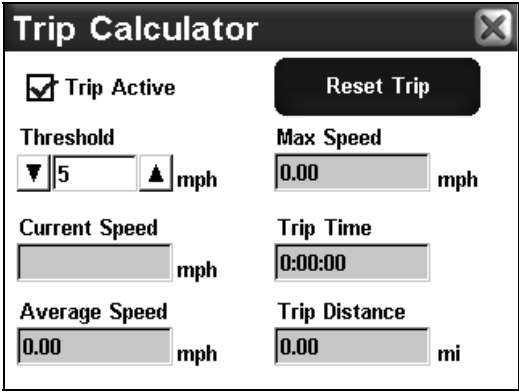 Trip Calculator
Trip Active
Reset Trip
Threshold
Max Speed
5 mph
0.00 mph
Current Speed
Trip Time
mph
0:00:00
Average Speed
Trip Distance
0.00 mph
0.00 mi